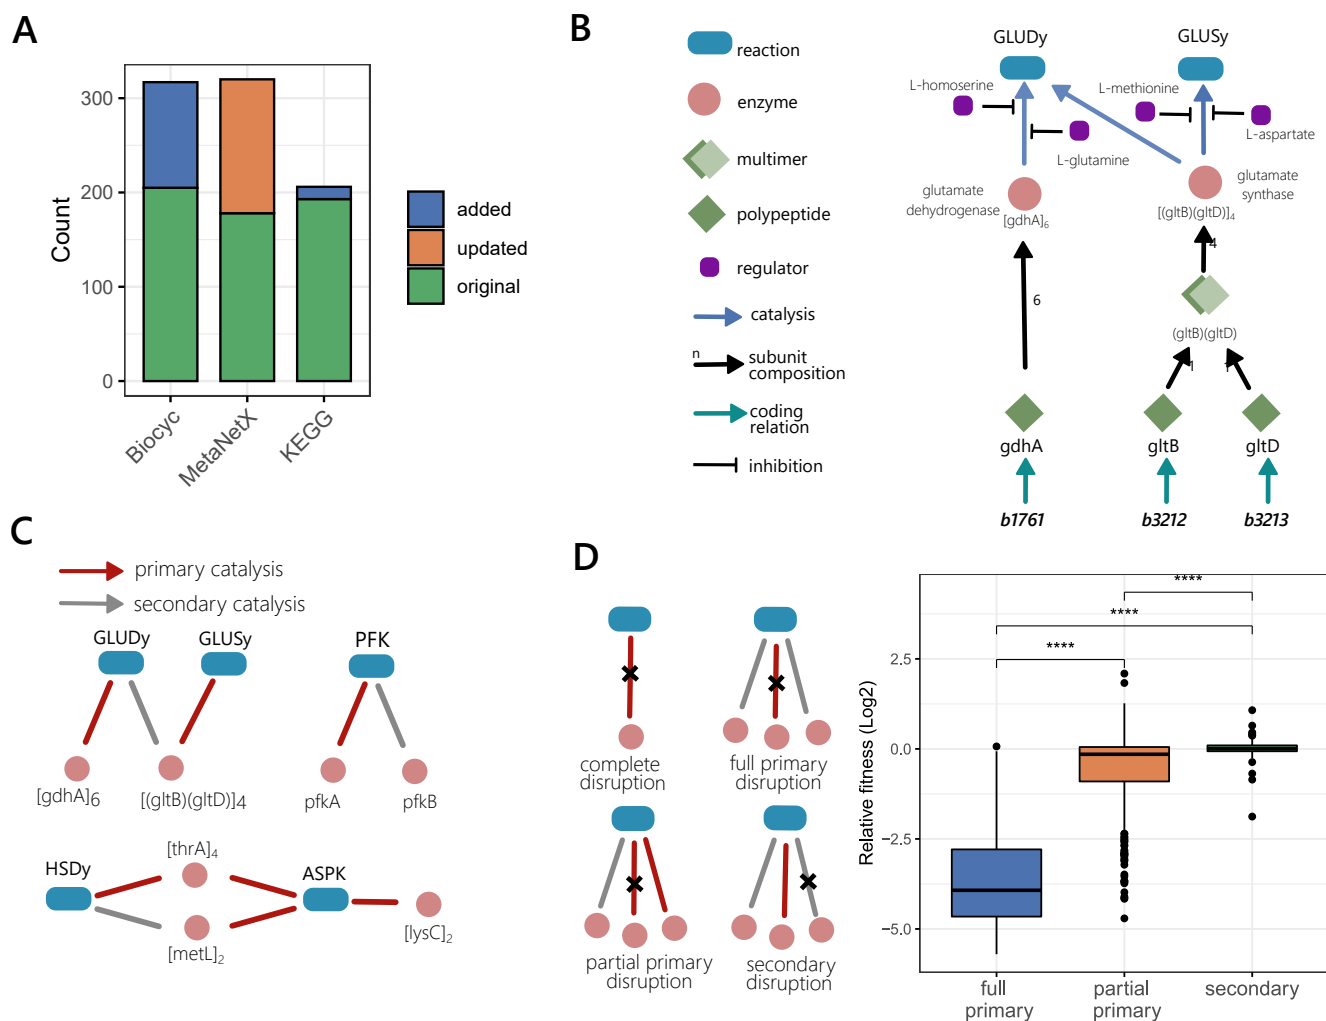 A
300
200
100
0
Count
Biocyc
MetaNetX
KEGG
added
updated
original
B
reaction
enzyme
multimer
polypeptide
regulator
catalysis
n
subunit
composition
coding
relation
inhibition
GLUDy
GLUSy
L-homoserine
L-methionine
L-glutamine
L-aspartate
glutamate
dehydrogenase
[gdhA]6
glutamate
synthase
[(gltB)(gltD)]4
4
6
(gltB)(gltD)
1
1
gdhA
gltB
gltD
b1761
b3212
b3213
C
primary catalysis
secondary catalysis
GLUDy
GLUSy
PFK
[gdhA]6
[(gltB)(gltD)]4
pfkA
pfkB
[thrA]4
HSDy
ASPK
[metL]2
[lysC]2
D
complete
disruption
full primary
disruption
partial primary
disruption
secondary
disruption
Relative fitness (Log2)
2.5
0.0
−2.5
−5.0
****
****
****
full
primary
partial
primary
secondary